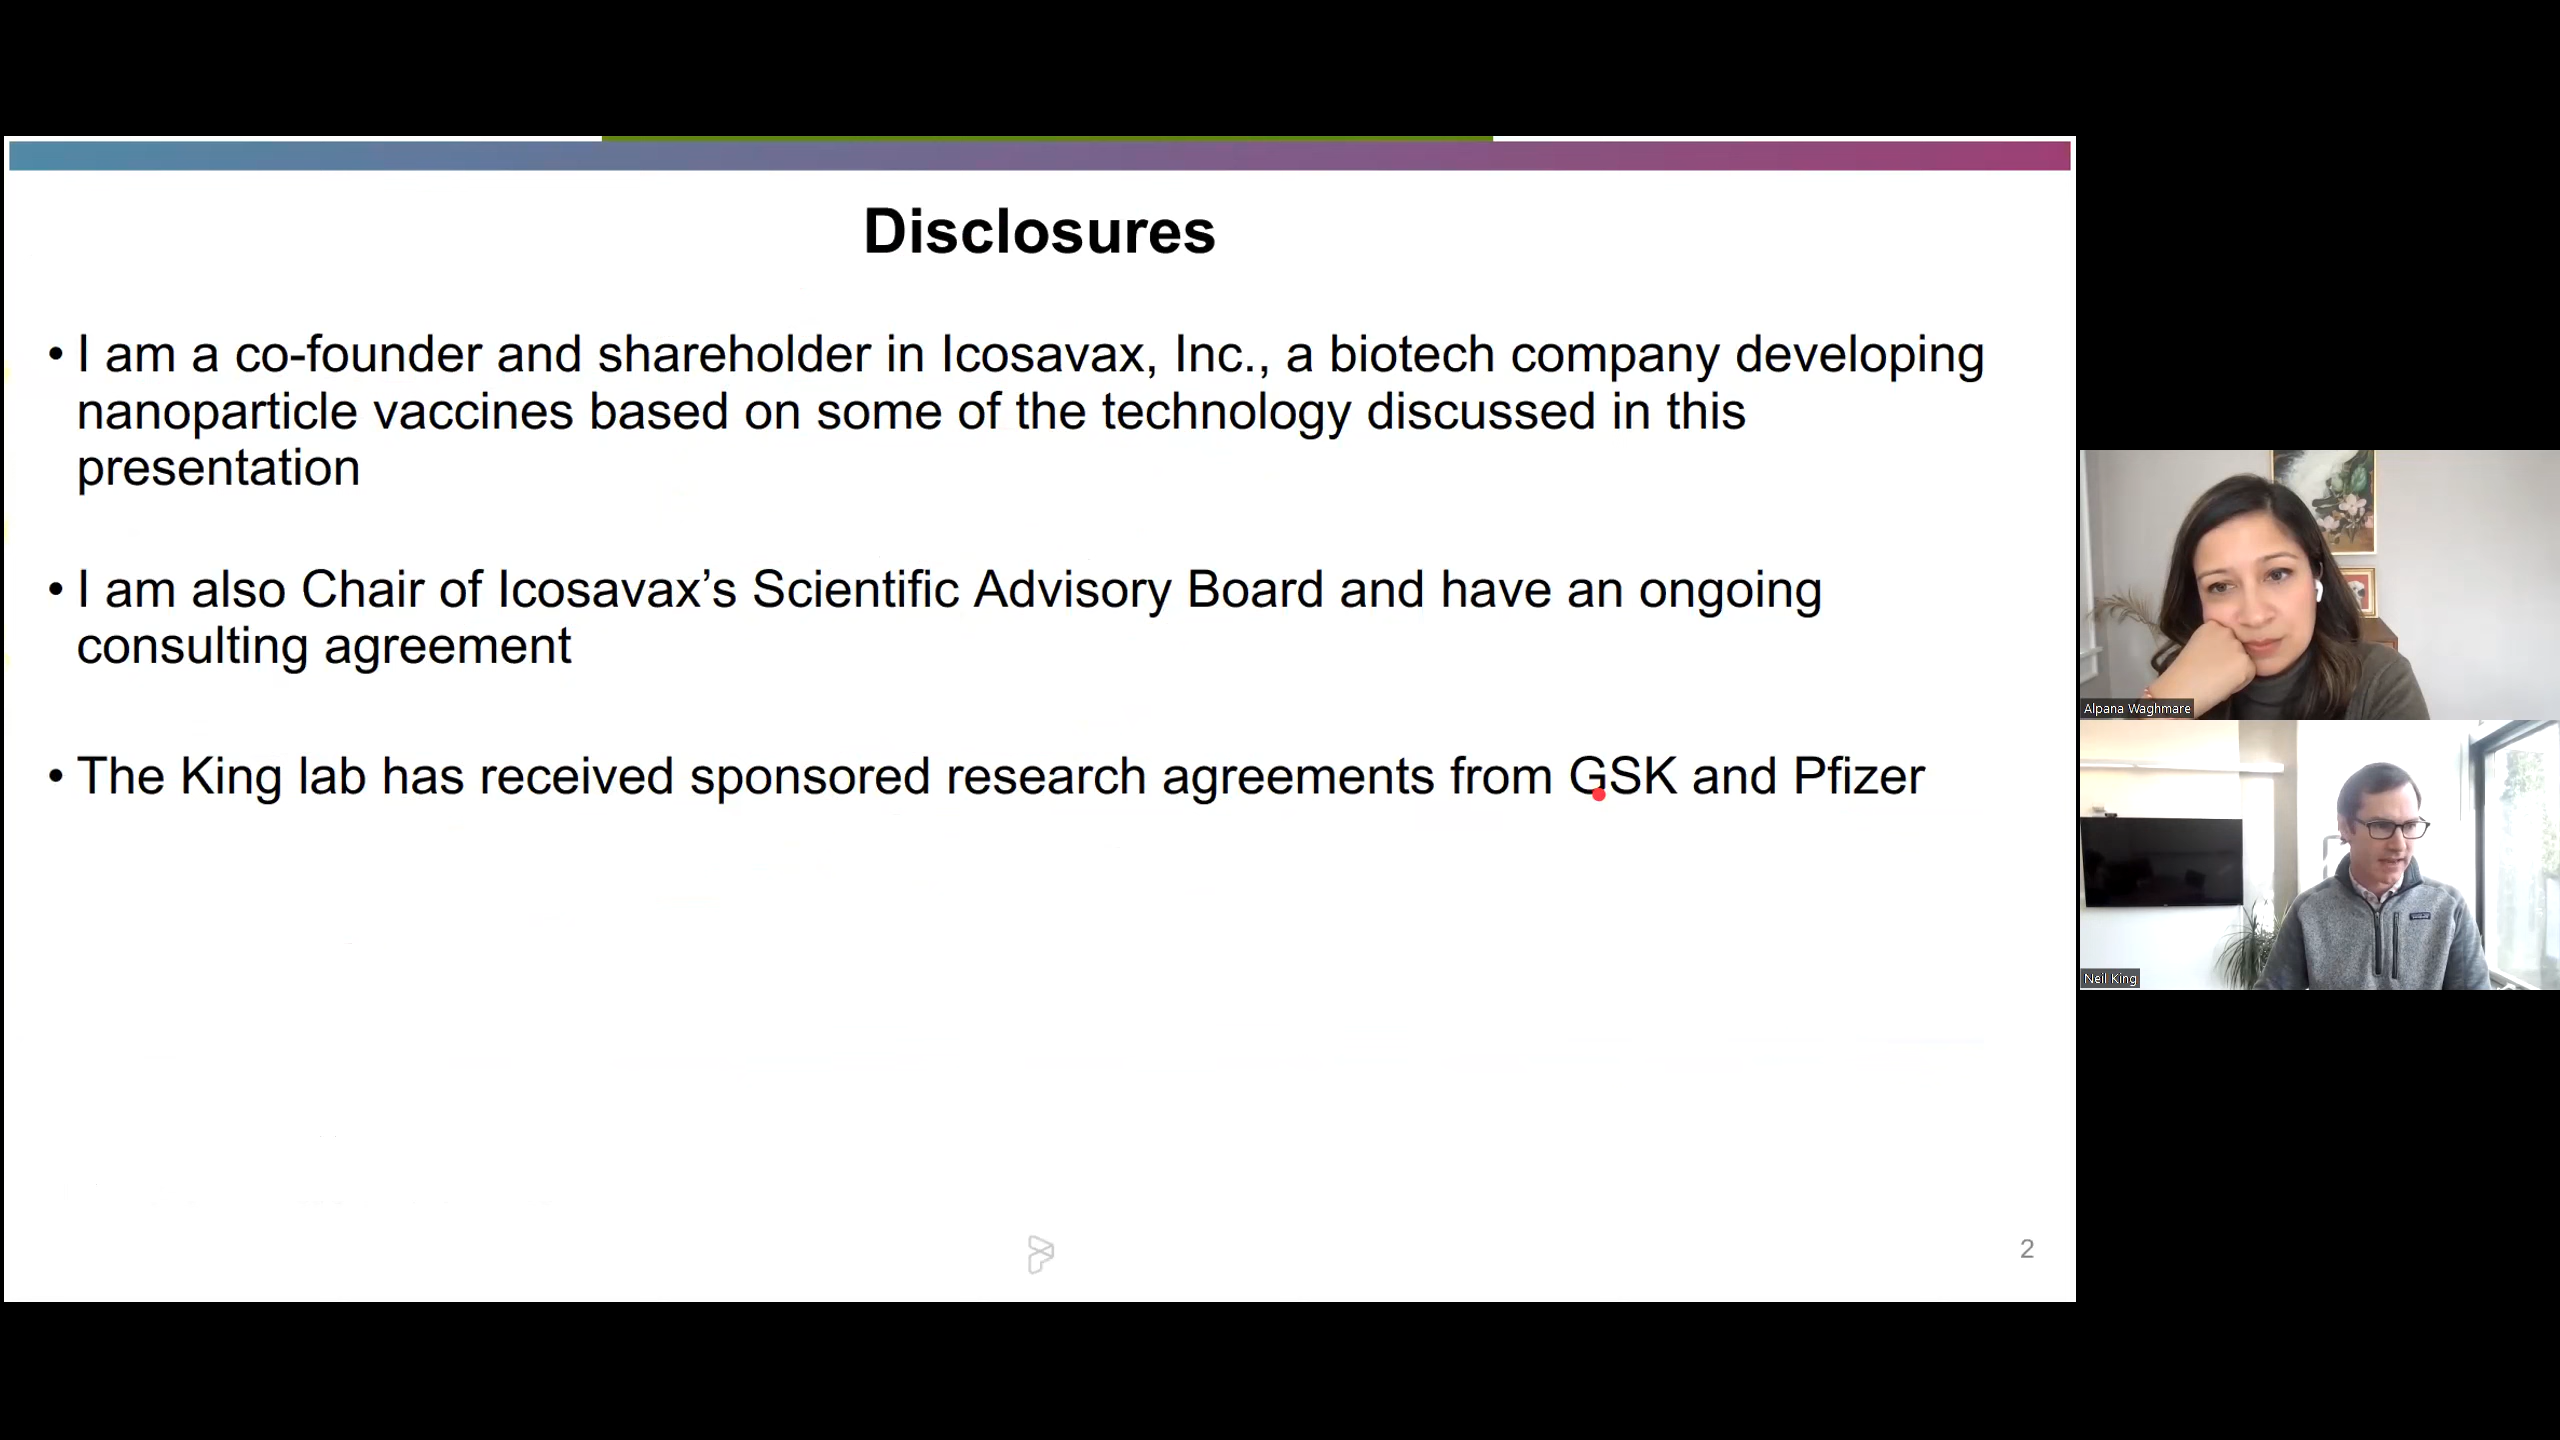 Disclosures
• I am a co-founder and shareholder in Icosavax, Inc., a biotech company developing
nanoparticle vaccines based on some of the technology discussed in this
presentation
• I am also Chair of Icosavax’s Scientific Advisory Board and have an ongoing
consulting agreement
• The King lab has received sponsored research agreements from GSK and Pfizer
2
Alpana Waghmare
Neil King